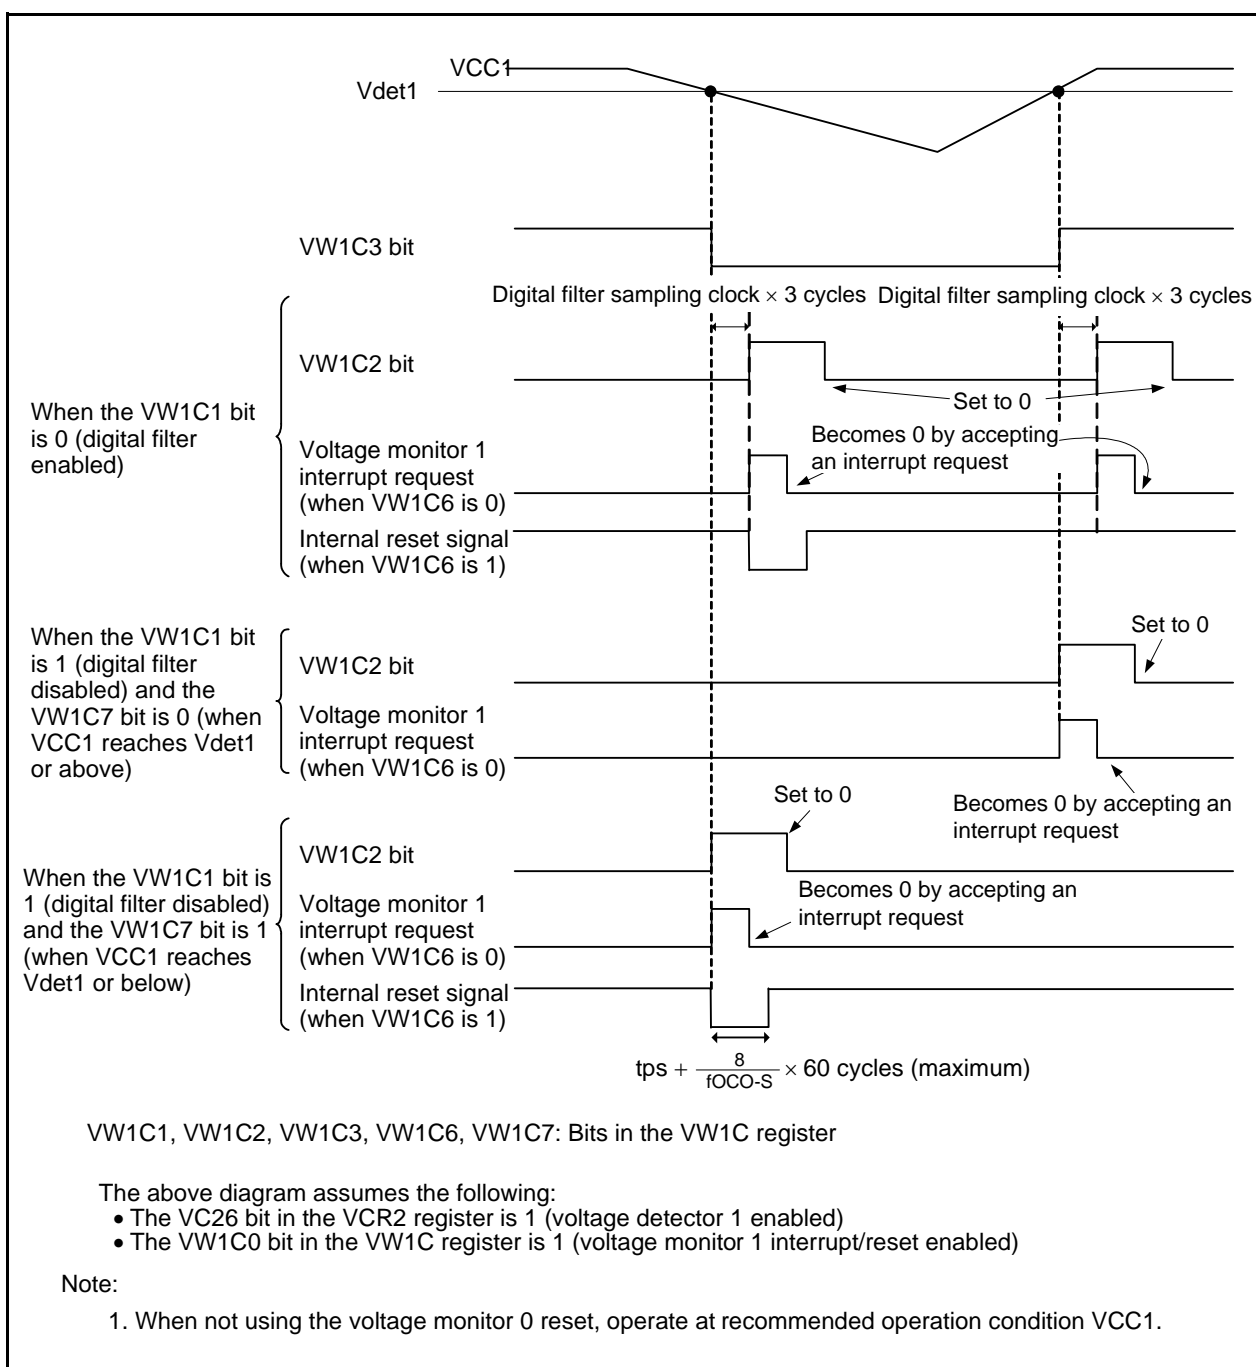 VCC1
Vdet1
VW1C3 bit
Digital filter sampling clock × 3 cycles
Digital filter sampling clock × 3 cycles
When the VW1C1 bit
is 0 (digital filter
enabled)
VW1C2 bit
Set to 0
Becomes 0 by accepting
an interrupt request
Voltage monitor 1
interrupt request
(when VW1C6 is 0)
Internal reset signal
(when VW1C6 is 1)
When the VW1C1 bit
is 1 (digital filter
disabled) and the
VW1C7 bit is 0 (when
VCC1 reaches Vdet1
or above)
VW1C2 bit
Set to 0
Voltage monitor 1
interrupt request
(when VW1C6 is 0)
Becomes 0 by accepting an
interrupt request
When the VW1C1 bit is
1 (digital filter disabled)
and the VW1C7 bit is 1
(when VCC1 reaches
Vdet1 or below)
VW1C2 bit
Set to 0
Voltage monitor 1
interrupt request
(when VW1C6 is 0)
Becomes 0 by accepting an
interrupt request
Internal reset signal
(when VW1C6 is 1)
tps + 8/fOCO-S × 60 cycles (maximum)
VW1C1, VW1C2, VW1C3, VW1C6, VW1C7: Bits in the VW1C register
The above diagram assumes the following:
• The VC26 bit in the VCR2 register is 1 (voltage detector 1 enabled)
• The VW1C0 bit in the VW1C register is 1 (voltage monitor 1 interrupt/reset enabled)
Note:
1. When not using the voltage monitor 0 reset, operate at recommended operation condition VCC1.